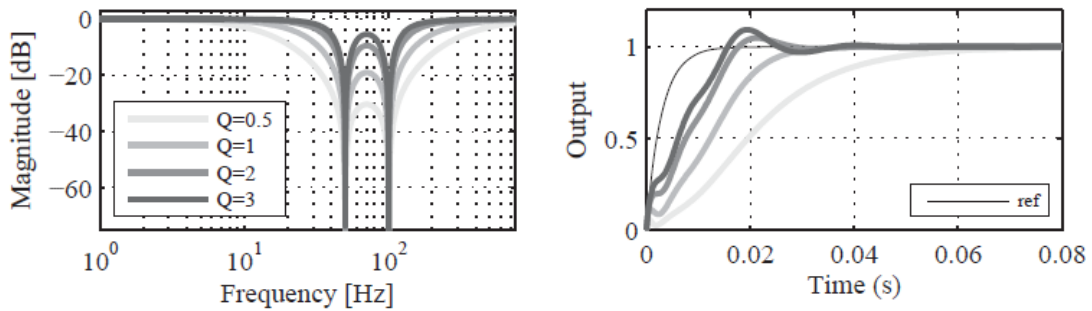 0
−20
−40
−60
Magnitude [dB]
Q=0.5
Q=1
Q=2
Q=3
10^0
10^1
10^2
Frequency [Hz]
1
0.5
0
Output
ref
0
0.02
0.04
0.06
0.08
Time (s)